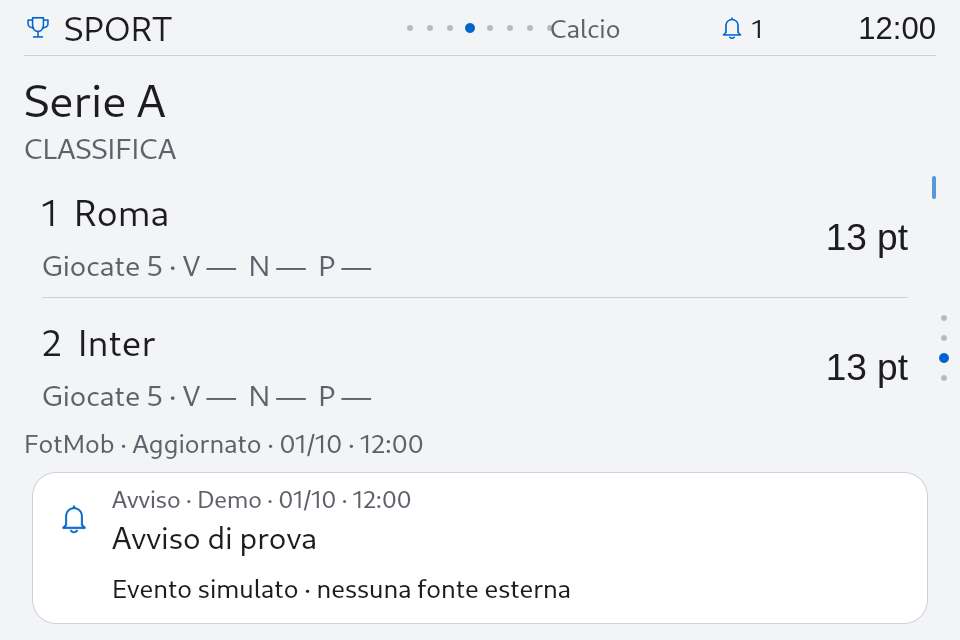 SPORT
Calcio
1
12:00
Serie A
CLASSIFICA
1 Roma
13 pt
Giocate 5 · V — N — P —
2 Inter
13 pt
Giocate 5 · V — N — P —
FotMob · Aggiornato · 01/10 · 12:00
Avviso · Demo · 01/10 · 12:00
Avviso di prova
Evento simulato · nessuna fonte esterna